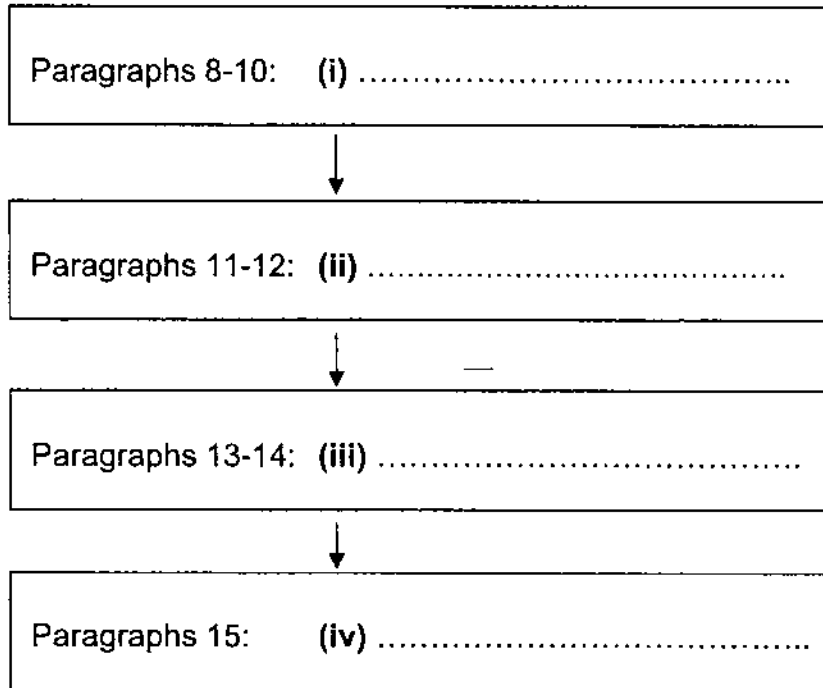 Paragraphs 8-10: (i) ..........................................
Paragraphs 11-12: (ii) ........................................
Paragraphs 13-14: (iii) ........................................
Paragraphs 15: (iv) .........................................